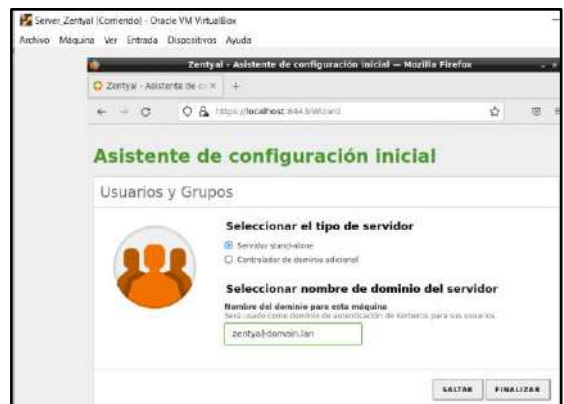 Server_Zentyal [Corriendo] - Oracle VM VirtualBox
Archivo Máquina Ver Entrada Dispositivos Ayuda
Zentyal - Asistente de configuración inicial — Mozilla Firefox
Zentyal - Asistente de co
https://localhost:8443/Wizard
Asistente de configuración inicial
Usuarios y Grupos
Seleccionar el tipo de servidor
Servidor stand-alone
Controlador de dominio adicional
Seleccionar nombre de dominio del servidor
Nombre del dominio para esta máquina
Será usado como dominio de autenticación de Kerberos para sus usuarios.
zentyal-domain.lan
SALTAR FINALIZAR